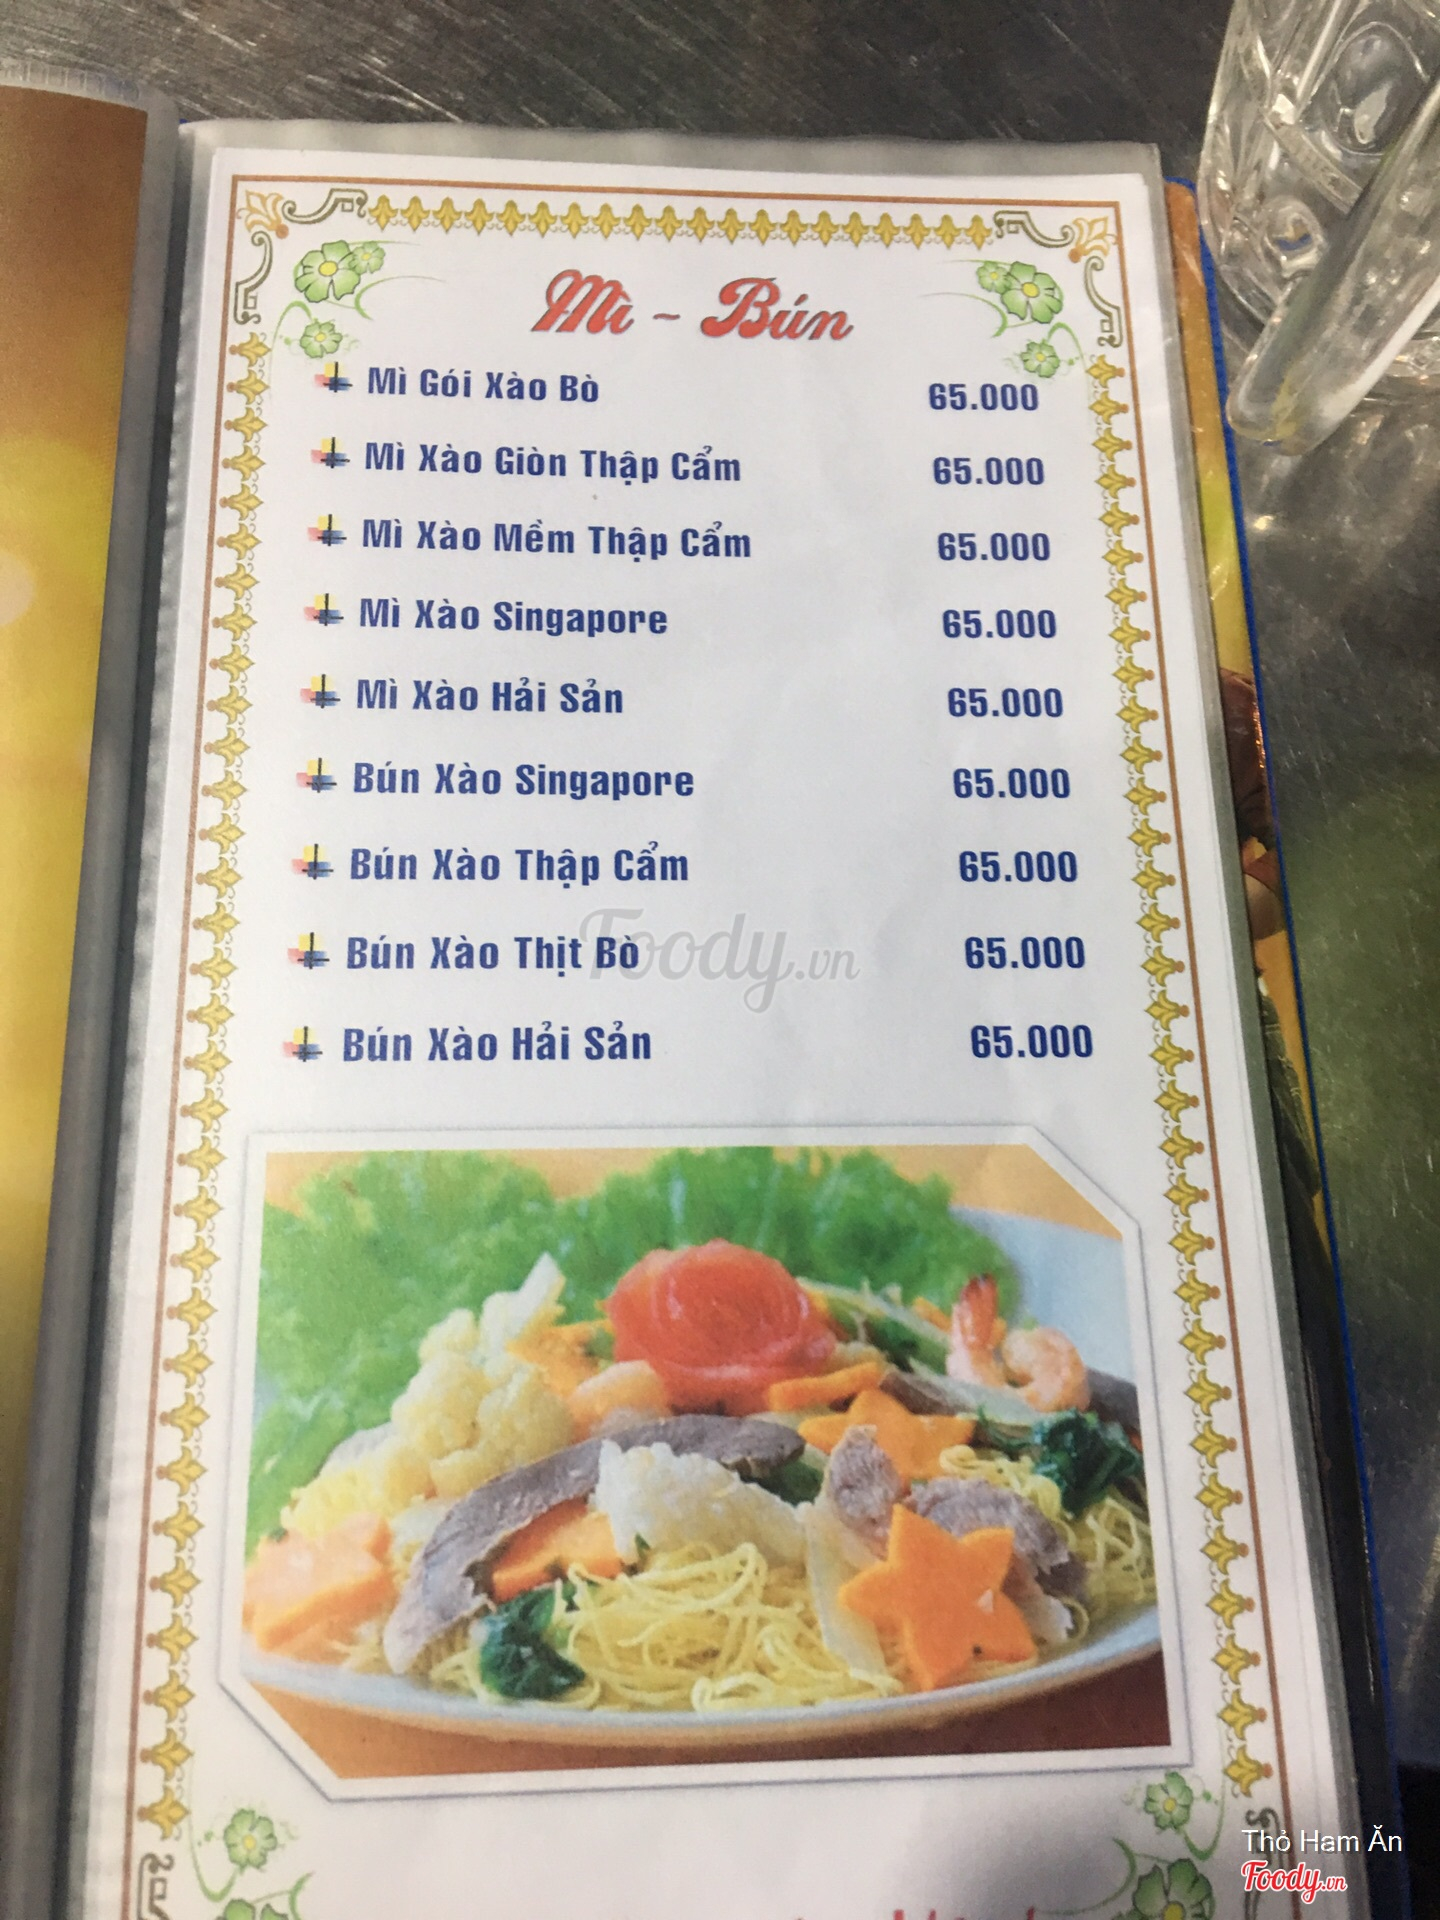 Mì ~ Bún
Mì Gói Xào Bò 65.000
Mì Xào Giòn Thập Cẩm 65.000
Mì Xào Mềm Thập Cẩm 65.000
Mì Xào Singapore 65.000
Mì Xào Hải Sản 65.000
Bún Xào Singapore 65.000
Bún Xào Thập Cẩm 65.000
Bún Xào Thịt Bò 65.000
Bún Xào Hải Sản 65.000
Foody.vn
Thỏ Ham Ăn
Foody.vn